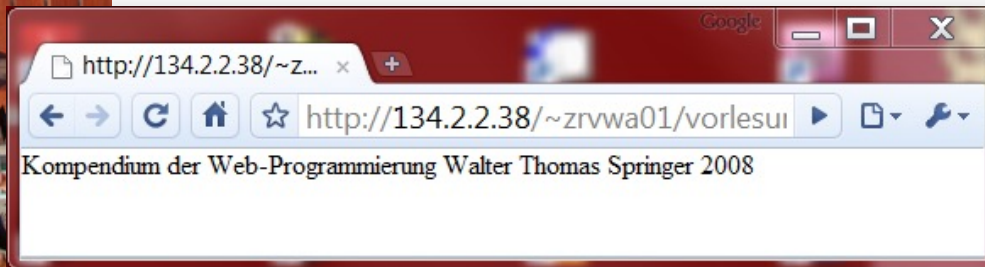 Google
http://134.2.2.38/~z...
http://134.2.2.38/~zrvwa01/vorlesur
Kompendium der Web-Programmierung Walter Thomas Springer 2008